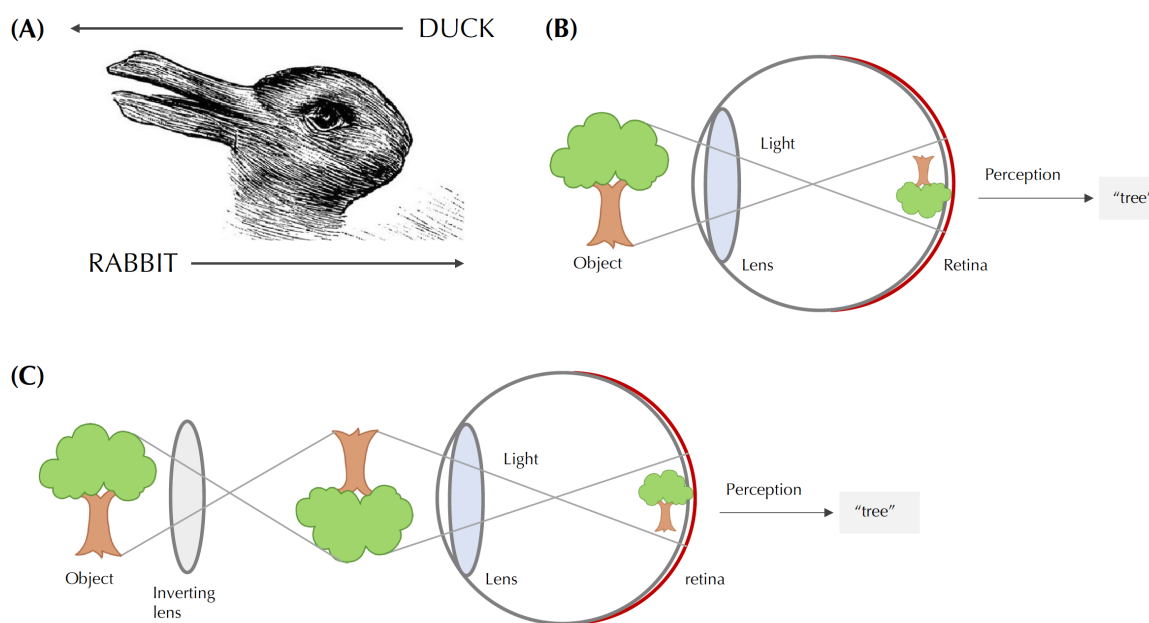 (A)
DUCK
RABBIT
(B)
Light
Perception
“tree”
Object
Lens
Retina
(C)
Light
Perception
“tree”
Object
Inverting
lens
Lens
retina